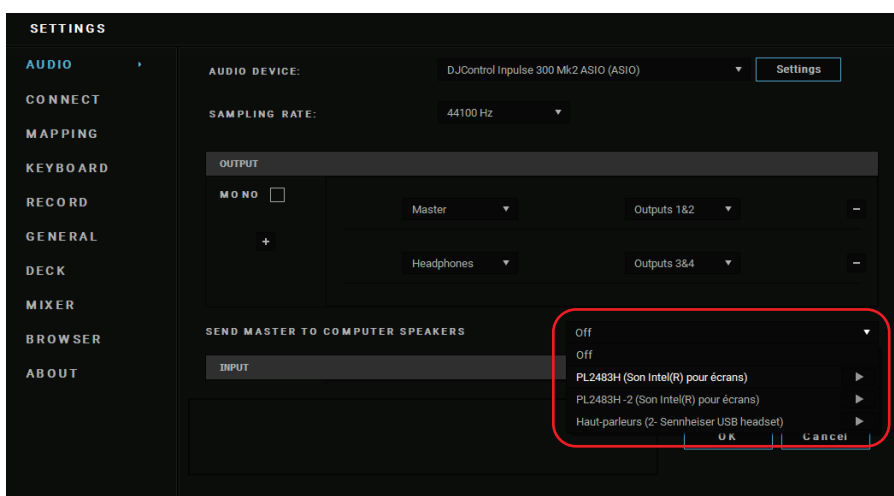 SETTINGS
AUDIO
CONNECT
MAPPING
KEYBOARD
RECORD
GENERAL
DECK
MIXER
BROWSER
ABOUT
AUDIO DEVICE: DJControl Inpulse 300 Mk2 ASIO (ASIO) Settings
SAMPLING RATE: 44100 Hz
OUTPUT
MONO
Master Outputs 1&2 −
+
Headphones Outputs 3&4 −
SEND MASTER TO COMPUTER SPEAKERS Off
Off
INPUT
PL2483H (Son Intel(R) pour écrans)
PL2483H -2 (Son Intel(R) pour écrans)
Haut-parleurs (2- Sennheiser USB headset)
OK Cancel